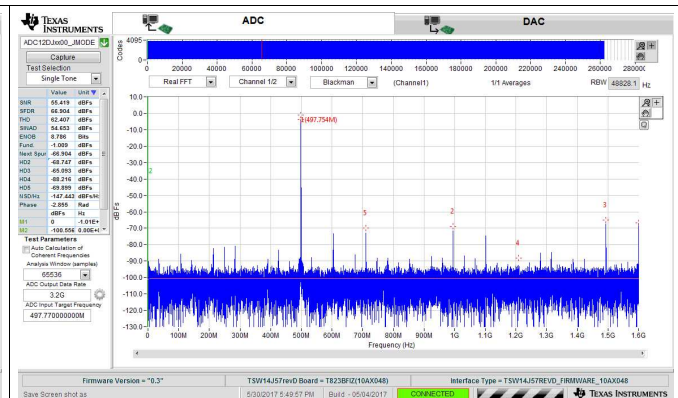 TEXAS INSTRUMENTS
ADC
DAC
ADC12DJxx00_JMODE
Capture
Test Selection
Single Tone
Value Unit
SNR 55.419 dBFs
SFDR 66.904 dBFs
THD 62.407 dBFs
SINAD 54.653 dBFs
ENOB 8.786 Bits
Fund. -1.009 dBFs
Next Spur -66.904 dBFs
HD2 -68.747 dBFs
HD3 -65.093 dBFs
HD4 -88.216 dBFs
HD5 -69.899 dBFs
NSD/Hz -147.443 dBFs/H
Phase -2.855 Rad
dBFs Hz
M1 0 -1.01E+
M2 -100.556 0.00E+
Test Parameters
Auto Calculation of
Coherent Frequencies
Analysis Window (samples)
65536
ADC Output Data
Rate
3.2G
ADC Input Target Frequency
497.770000000M
Codes
4095
0
0 20000 40000 60000 80000 100000 120000 140000 160000 180000 200000 220000 240000 260000
Real FFT
Channel 1/2
Blackman
(Channel1)
1/1 Averages
RBW 48828.1 Hz
10.0
0.0
-10.0
-20.0
-30.0
-40.0
-50.0
-60.0
-70.0
-80.0
-90.0
-100.0
-110.0
-120.0
-130.0
dBFs
1(497.754M)
2
5
2
4
3
0 100M 200M 300M 400M 500M 600M 700M 800M 900M 1G 1.1G 1.2G 1.3G 1.4G 1.5G 1.6G
Frequency (Hz)
Firmware Version = "0.3"
TSW14J57revD Board = T823BFIZ(10AX048)
Interface Type = TSW14J57REVD_FIRMWARE_10AX048
Save Screen shot as
5/30/2017 5:49:57 PM
Build - 05/04/2017
CONNECTED
TEXAS INSTRUMENTS